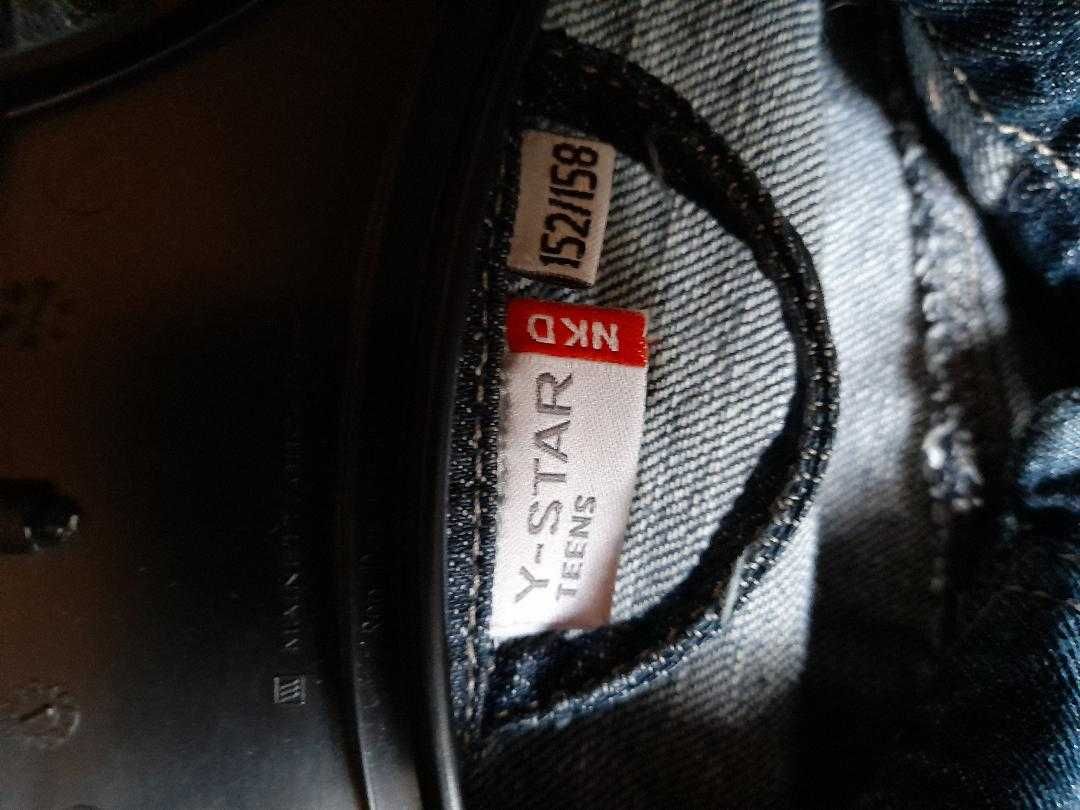 152/158
NKD
Y-STAR
TEENS